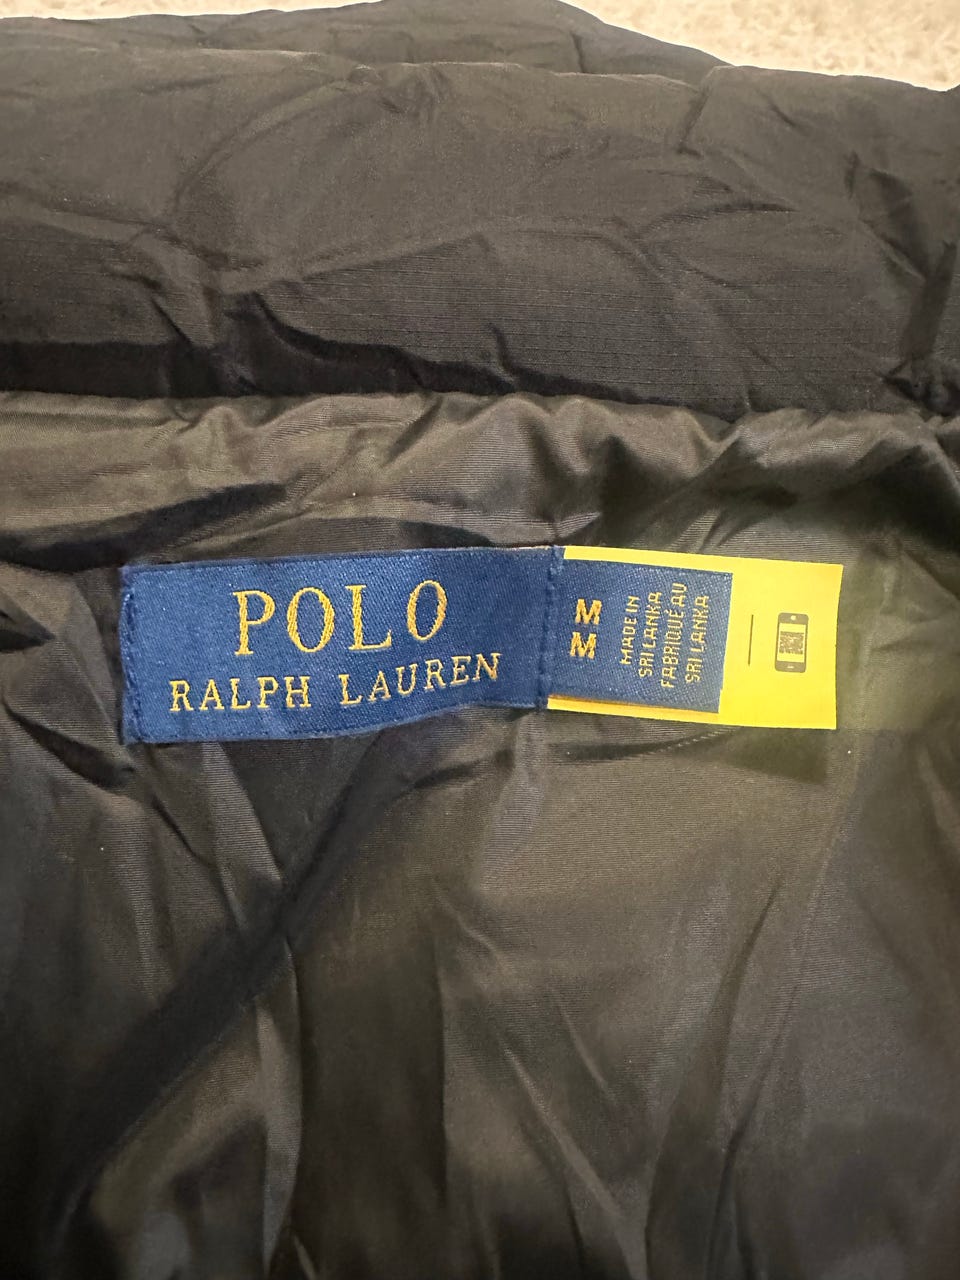 POLO
RALPH LAUREN
M
M
MADE IN
SRI LANKA
FABRIQUÉ AU
SRI LANKA